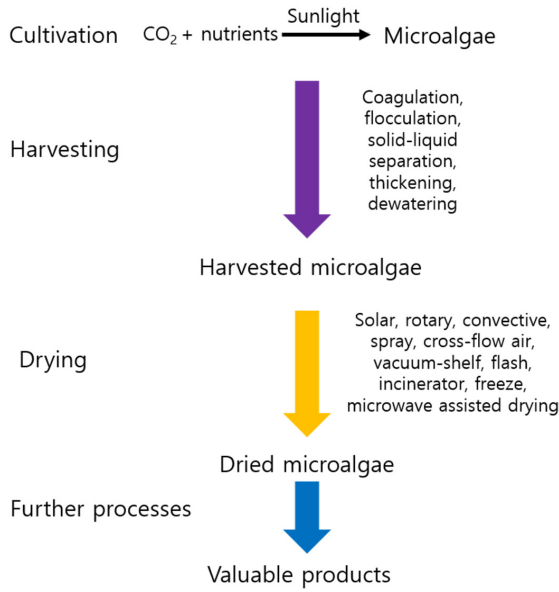 Sunlight
Cultivation CO₂ + nutrients Microalgae
Harvesting
Coagulation,
flocculation,
solid-liquid
separation,
thickening,
dewatering
Harvested microalgae
Drying
Solar, rotary, convective,
spray, cross-flow air,
vacuum-shelf, flash,
incinerator, freeze,
microwave assisted drying
Dried microalgae
Further processes
Valuable products